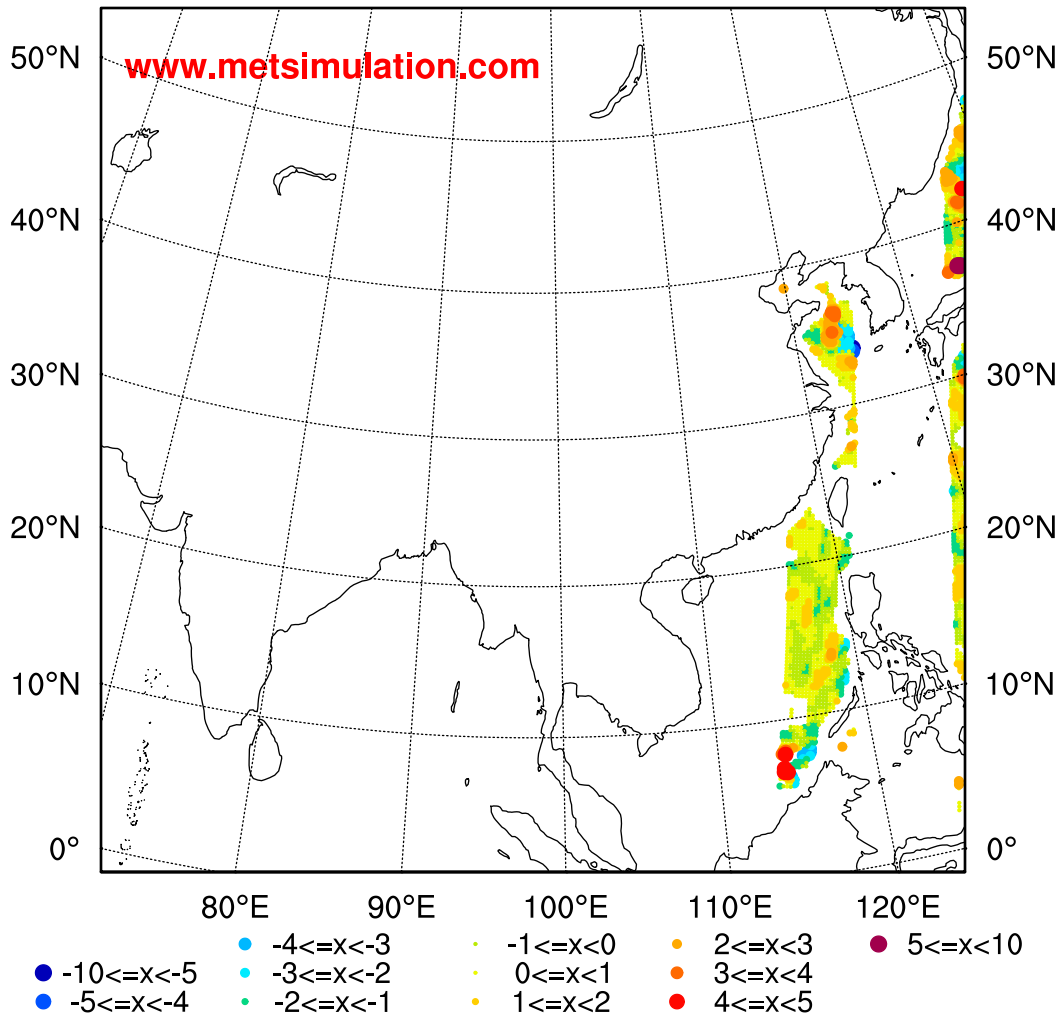 www.metsimulation.com
50°N 50°N
40°N 40°N
30°N 30°N
20°N 20°N
10°N 10°N
0° 0°
80°E 90°E 100°E 110°E 120°E
-4<=x<-3 -1<=x<0 2<=x<3 5<=x<10
-10<=x<-5 -3<=x<-2 0<=x<1 3<=x<4
-5<=x<-4 -2<=x<-1 1<=x<2 4<=x<5